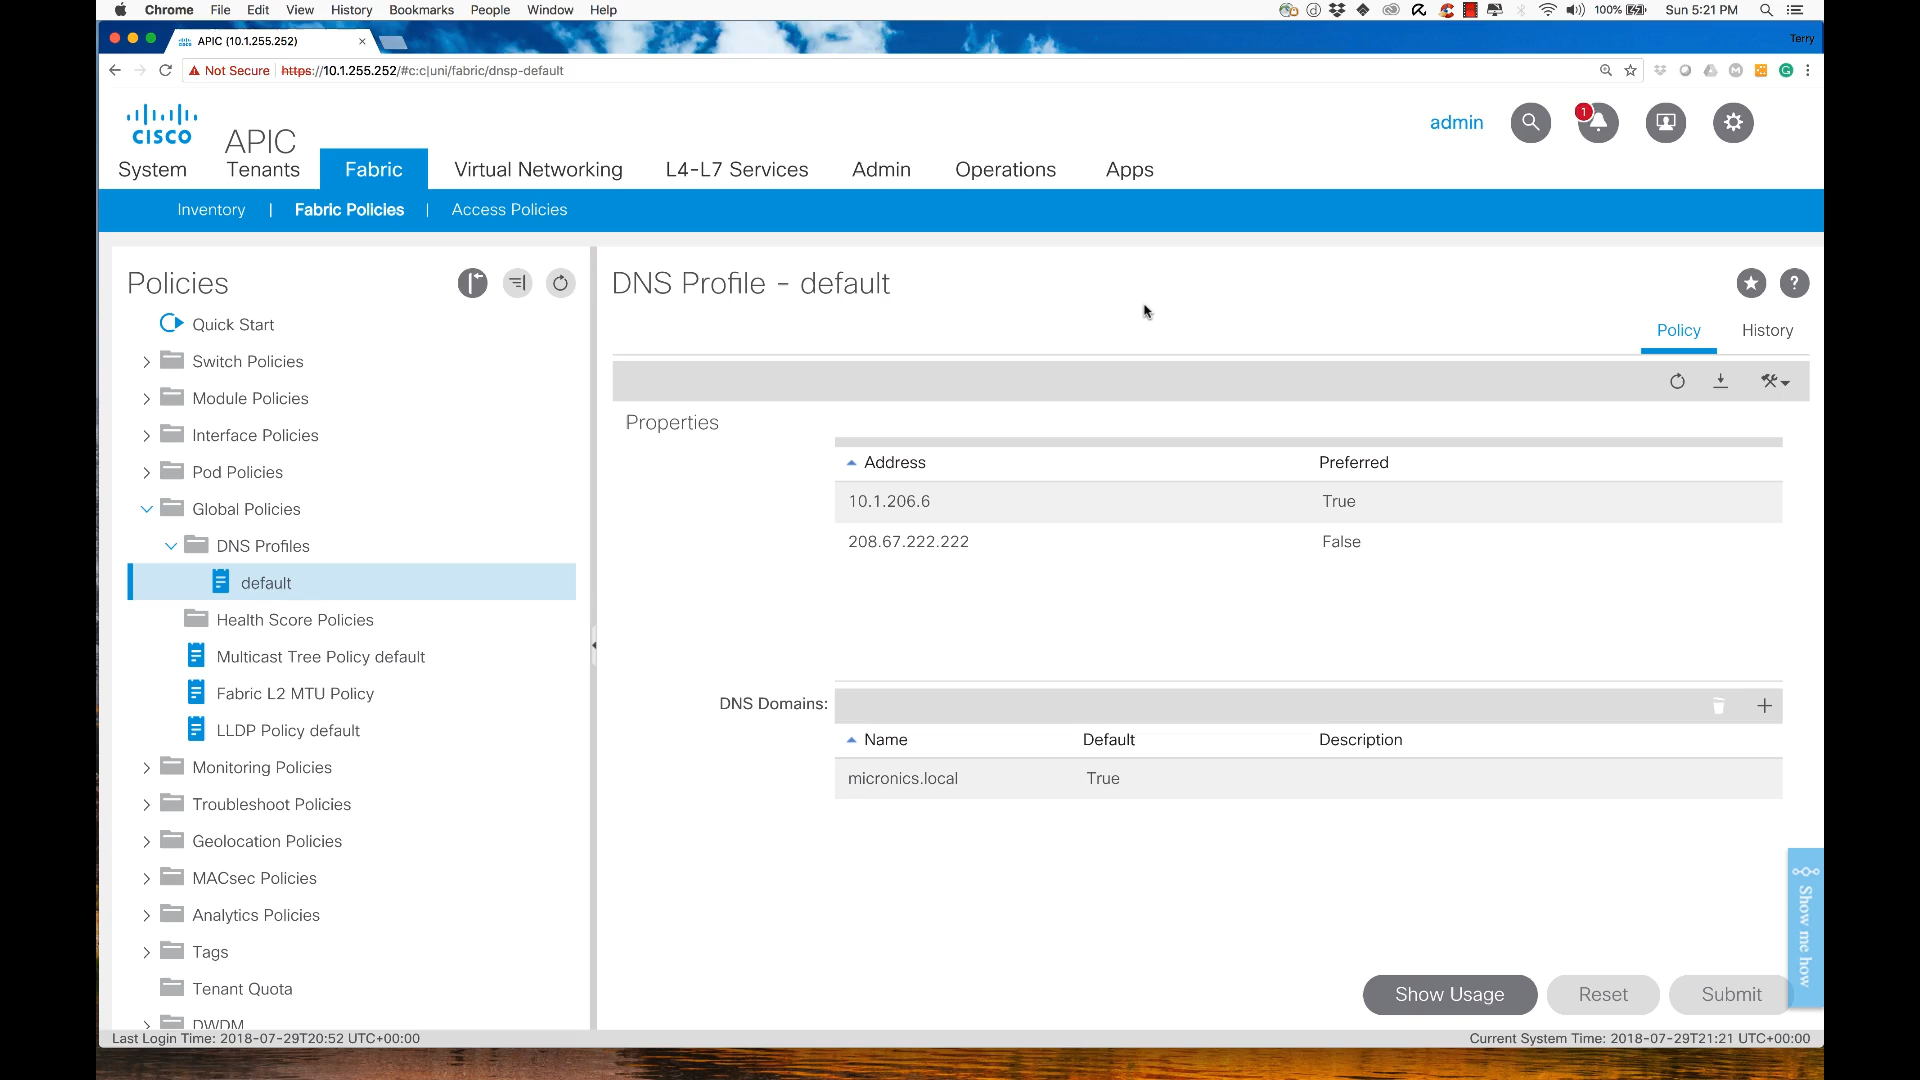 Chrome File Edit View History Bookmarks People Window Help 100% Sun 5:21 PM
APIC (10.1.255.252) Terry
Not Secure https://10.1.255.252/#c:c|uni/fabric/dnsp-default
CISCO APIC admin 1
System Tenants Fabric Virtual Networking L4-L7 Services Admin Operations Apps
Inventory | Fabric Policies | Access Policies
Policies
Quick Start
Switch Policies
Module Policies
Interface Policies
Pod Policies
Global Policies
DNS Profiles
default
Health Score Policies
Multicast Tree Policy default
Fabric L2 MTU Policy
LLDP Policy default
Monitoring Policies
Troubleshoot Policies
Geolocation Policies
MACsec Policies
Analytics Policies
Tags
Tenant Quota
DWDM
DNS Profile - default
Policy History
Properties
Address Preferred
10.1.206.6 True
208.67.222.222 False
DNS Domains:
Name Default Description
micronics.local True
Show me how
Show Usage Reset Submit
Last Login Time: 2018-07-29T20:52 UTC+00:00 Current System Time: 2018-07-29T21:21 UTC+00:00